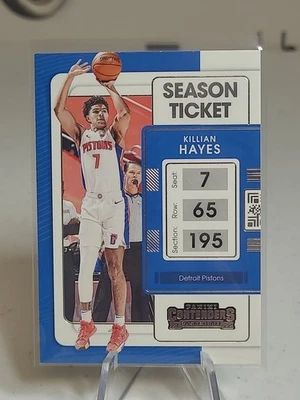 SEASON
TICKET
KILLIAN
HAYES
Seat:
7
Row:
65
Section:
195
Detroit Pistons
PISTONS
7
PANINI
CONTENDERS